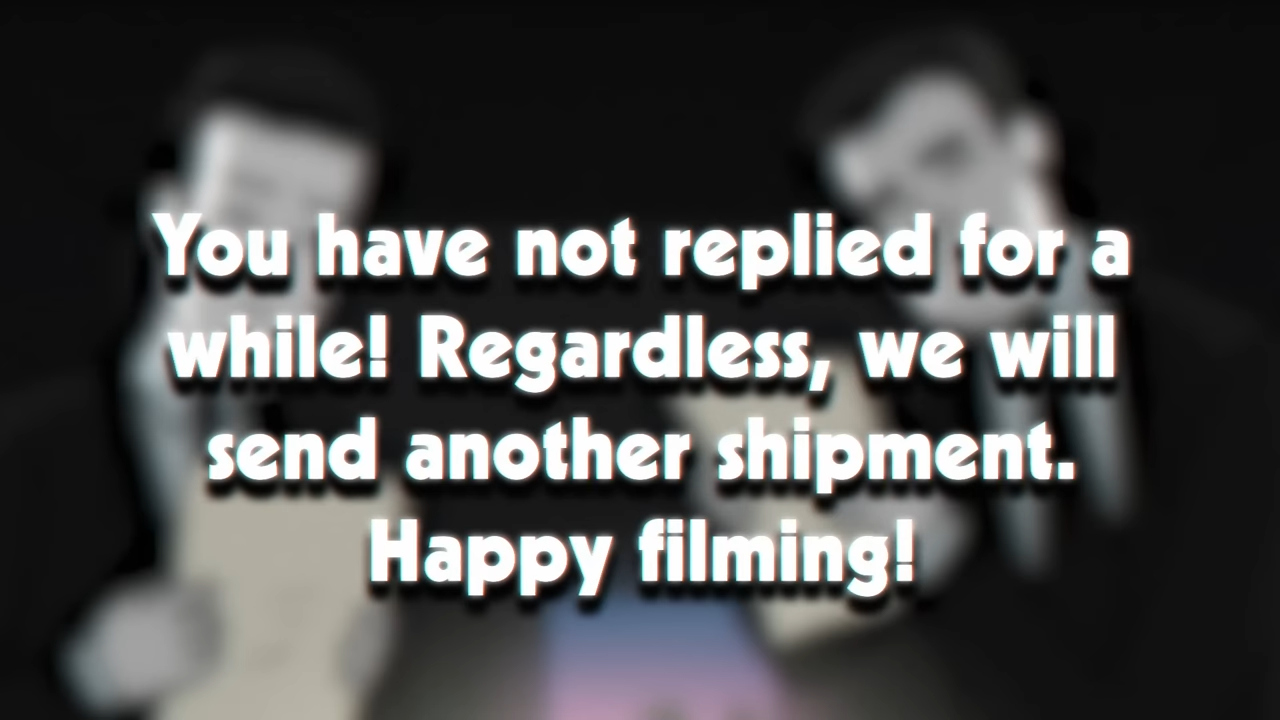 You have not replied for a
while! Regardless, we will
send another shipment.
Happy filming!